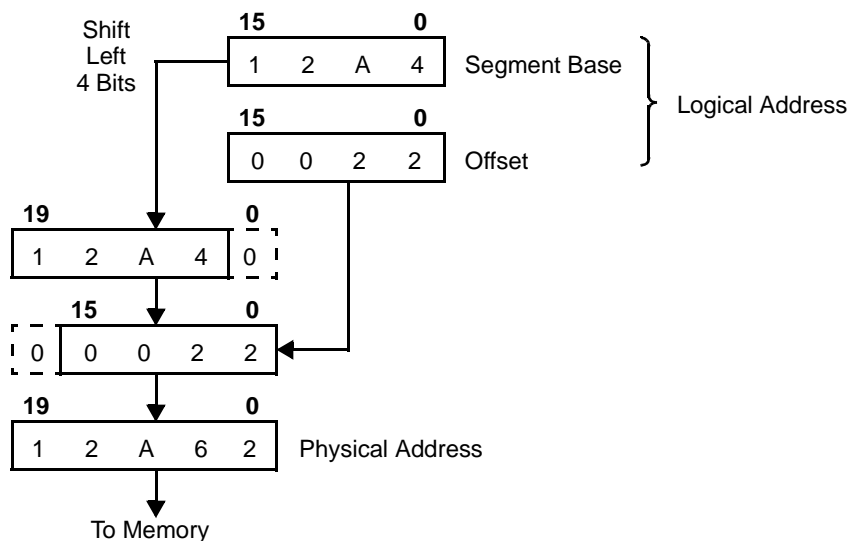 Shift
Left
4 Bits
15 0
1 2 A 4 Segment Base
Logical Address
15 0
0 0 2 2 Offset
19 0
1 2 A 4 0
15 0
0 0 0 2 2
19 0
1 2 A 6 2 Physical Address
To Memory